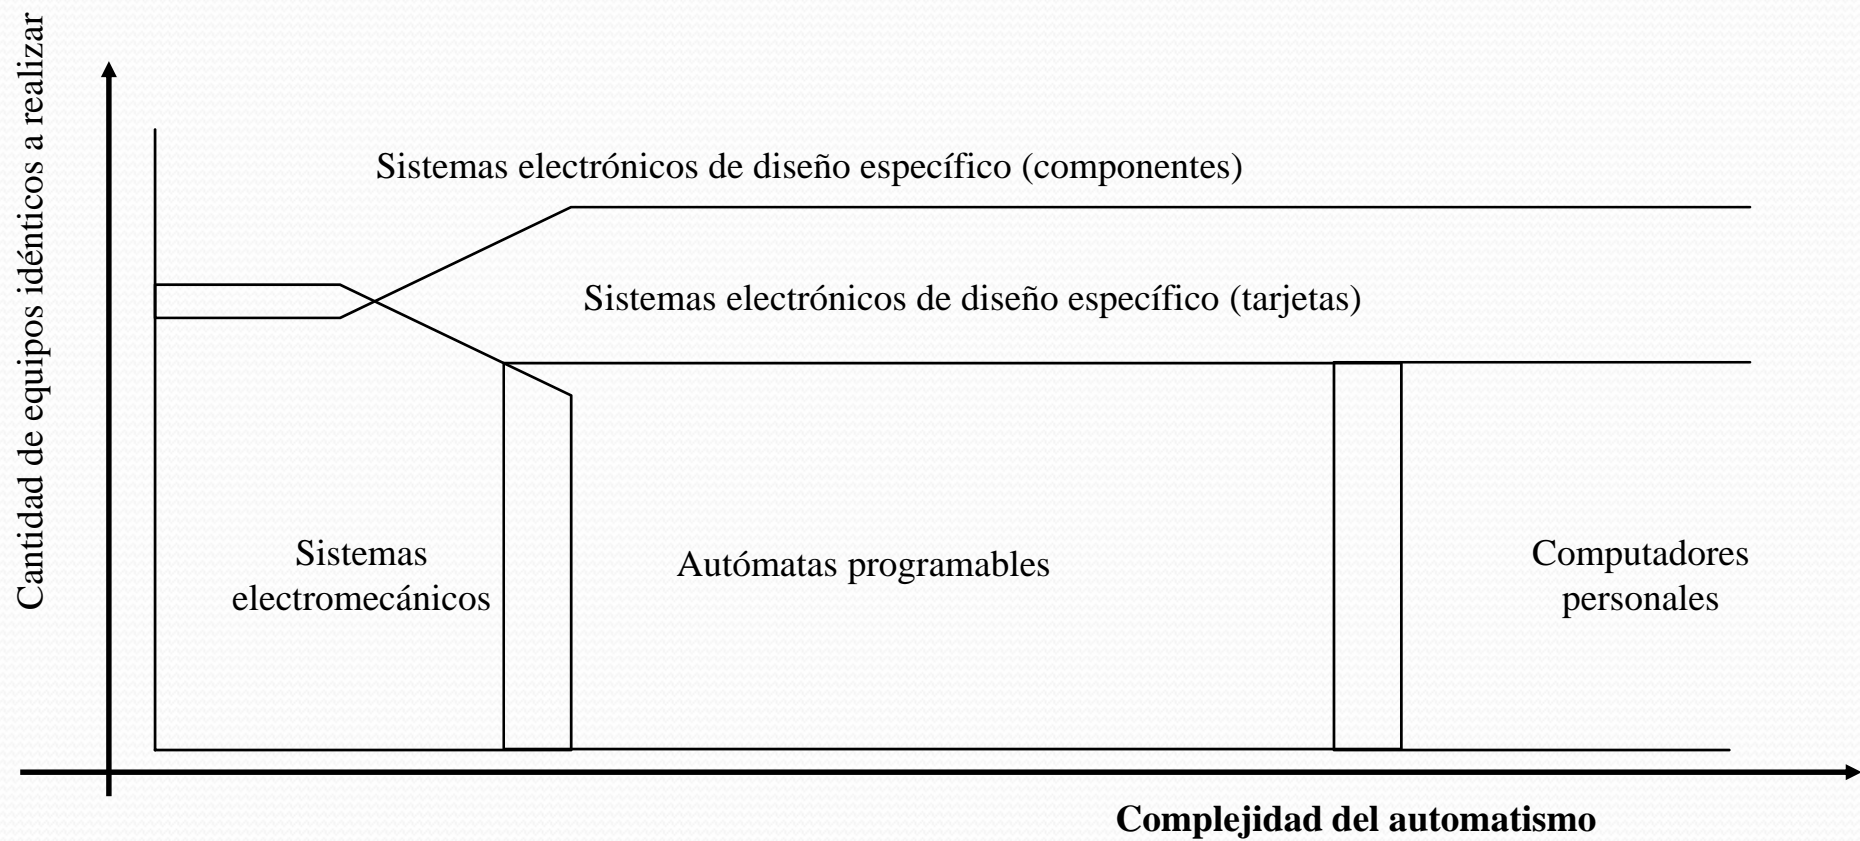 Cantidad de equipos idénticos a realizar
Sistemas electrónicos de diseño específico (componentes)
Sistemas electrónicos de diseño específico (tarjetas)
Sistemas
electromecánicos
Autómatas programables
Computadores
personales
Complejidad del automatismo